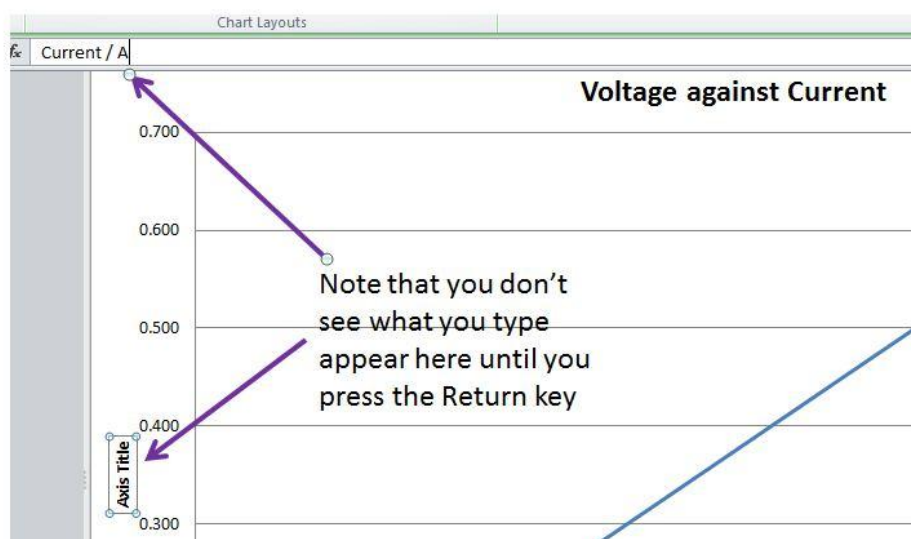 Chart Layouts
fx Current / A
Voltage against Current
0.700
0.600
Note that you don't
see what you type
appear here until you
press the Return key
0.500
0.400
Axis Title
0.300